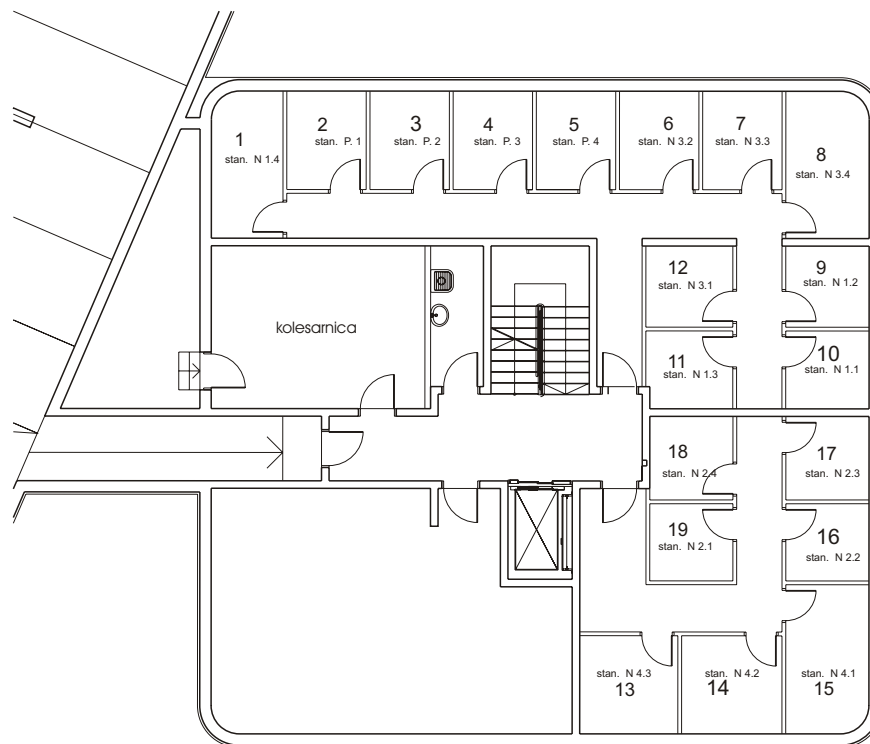 1
stan. N 1.4
2
stan. P. 1
3
stan. P. 2
4
stan. P. 3
5
stan. P. 4
6
stan. N 3.2
7
stan. N 3.3
8
stan. N 3.4
12
stan. N 3.1
9
stan. N 1.2
kolesarnica
11
stan. N 1.3
10
stan. N 1.1
18
stan. N 2.4
17
stan. N 2.3
19
stan. N 2.1
16
stan. N 2.2
stan. N 4.3
13
stan. N 4.2
14
stan. N 4.1
15